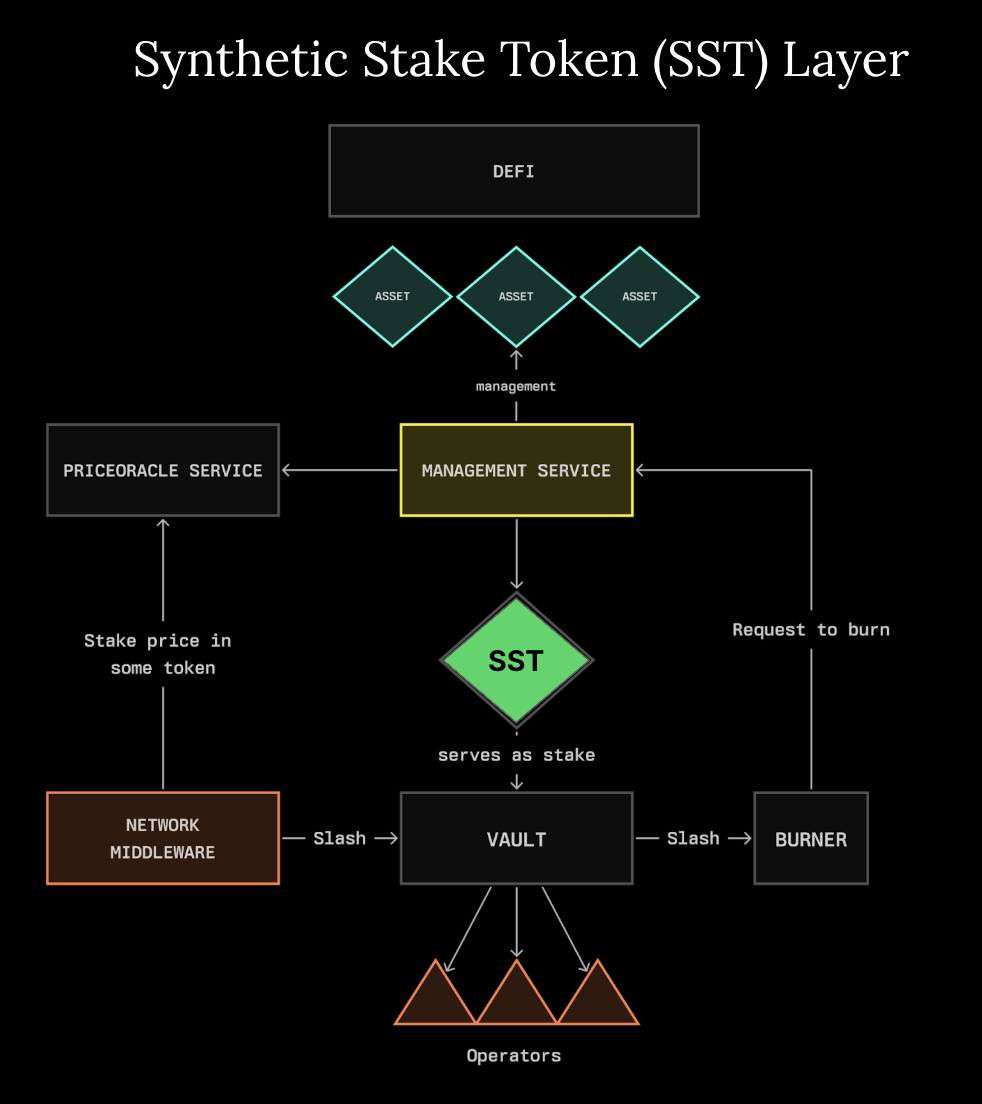 Synthetic Stake Token (SST) Layer
DEFI
ASSET
ASSET
ASSET
management
PRICEORACLE SERVICE
MANAGEMENT SERVICE
Stake price in
some token
Request to burn
SST
serves as stake
NETWORK
MIDDLEWARE
Slash
VAULT
Slash
BURNER
Operators